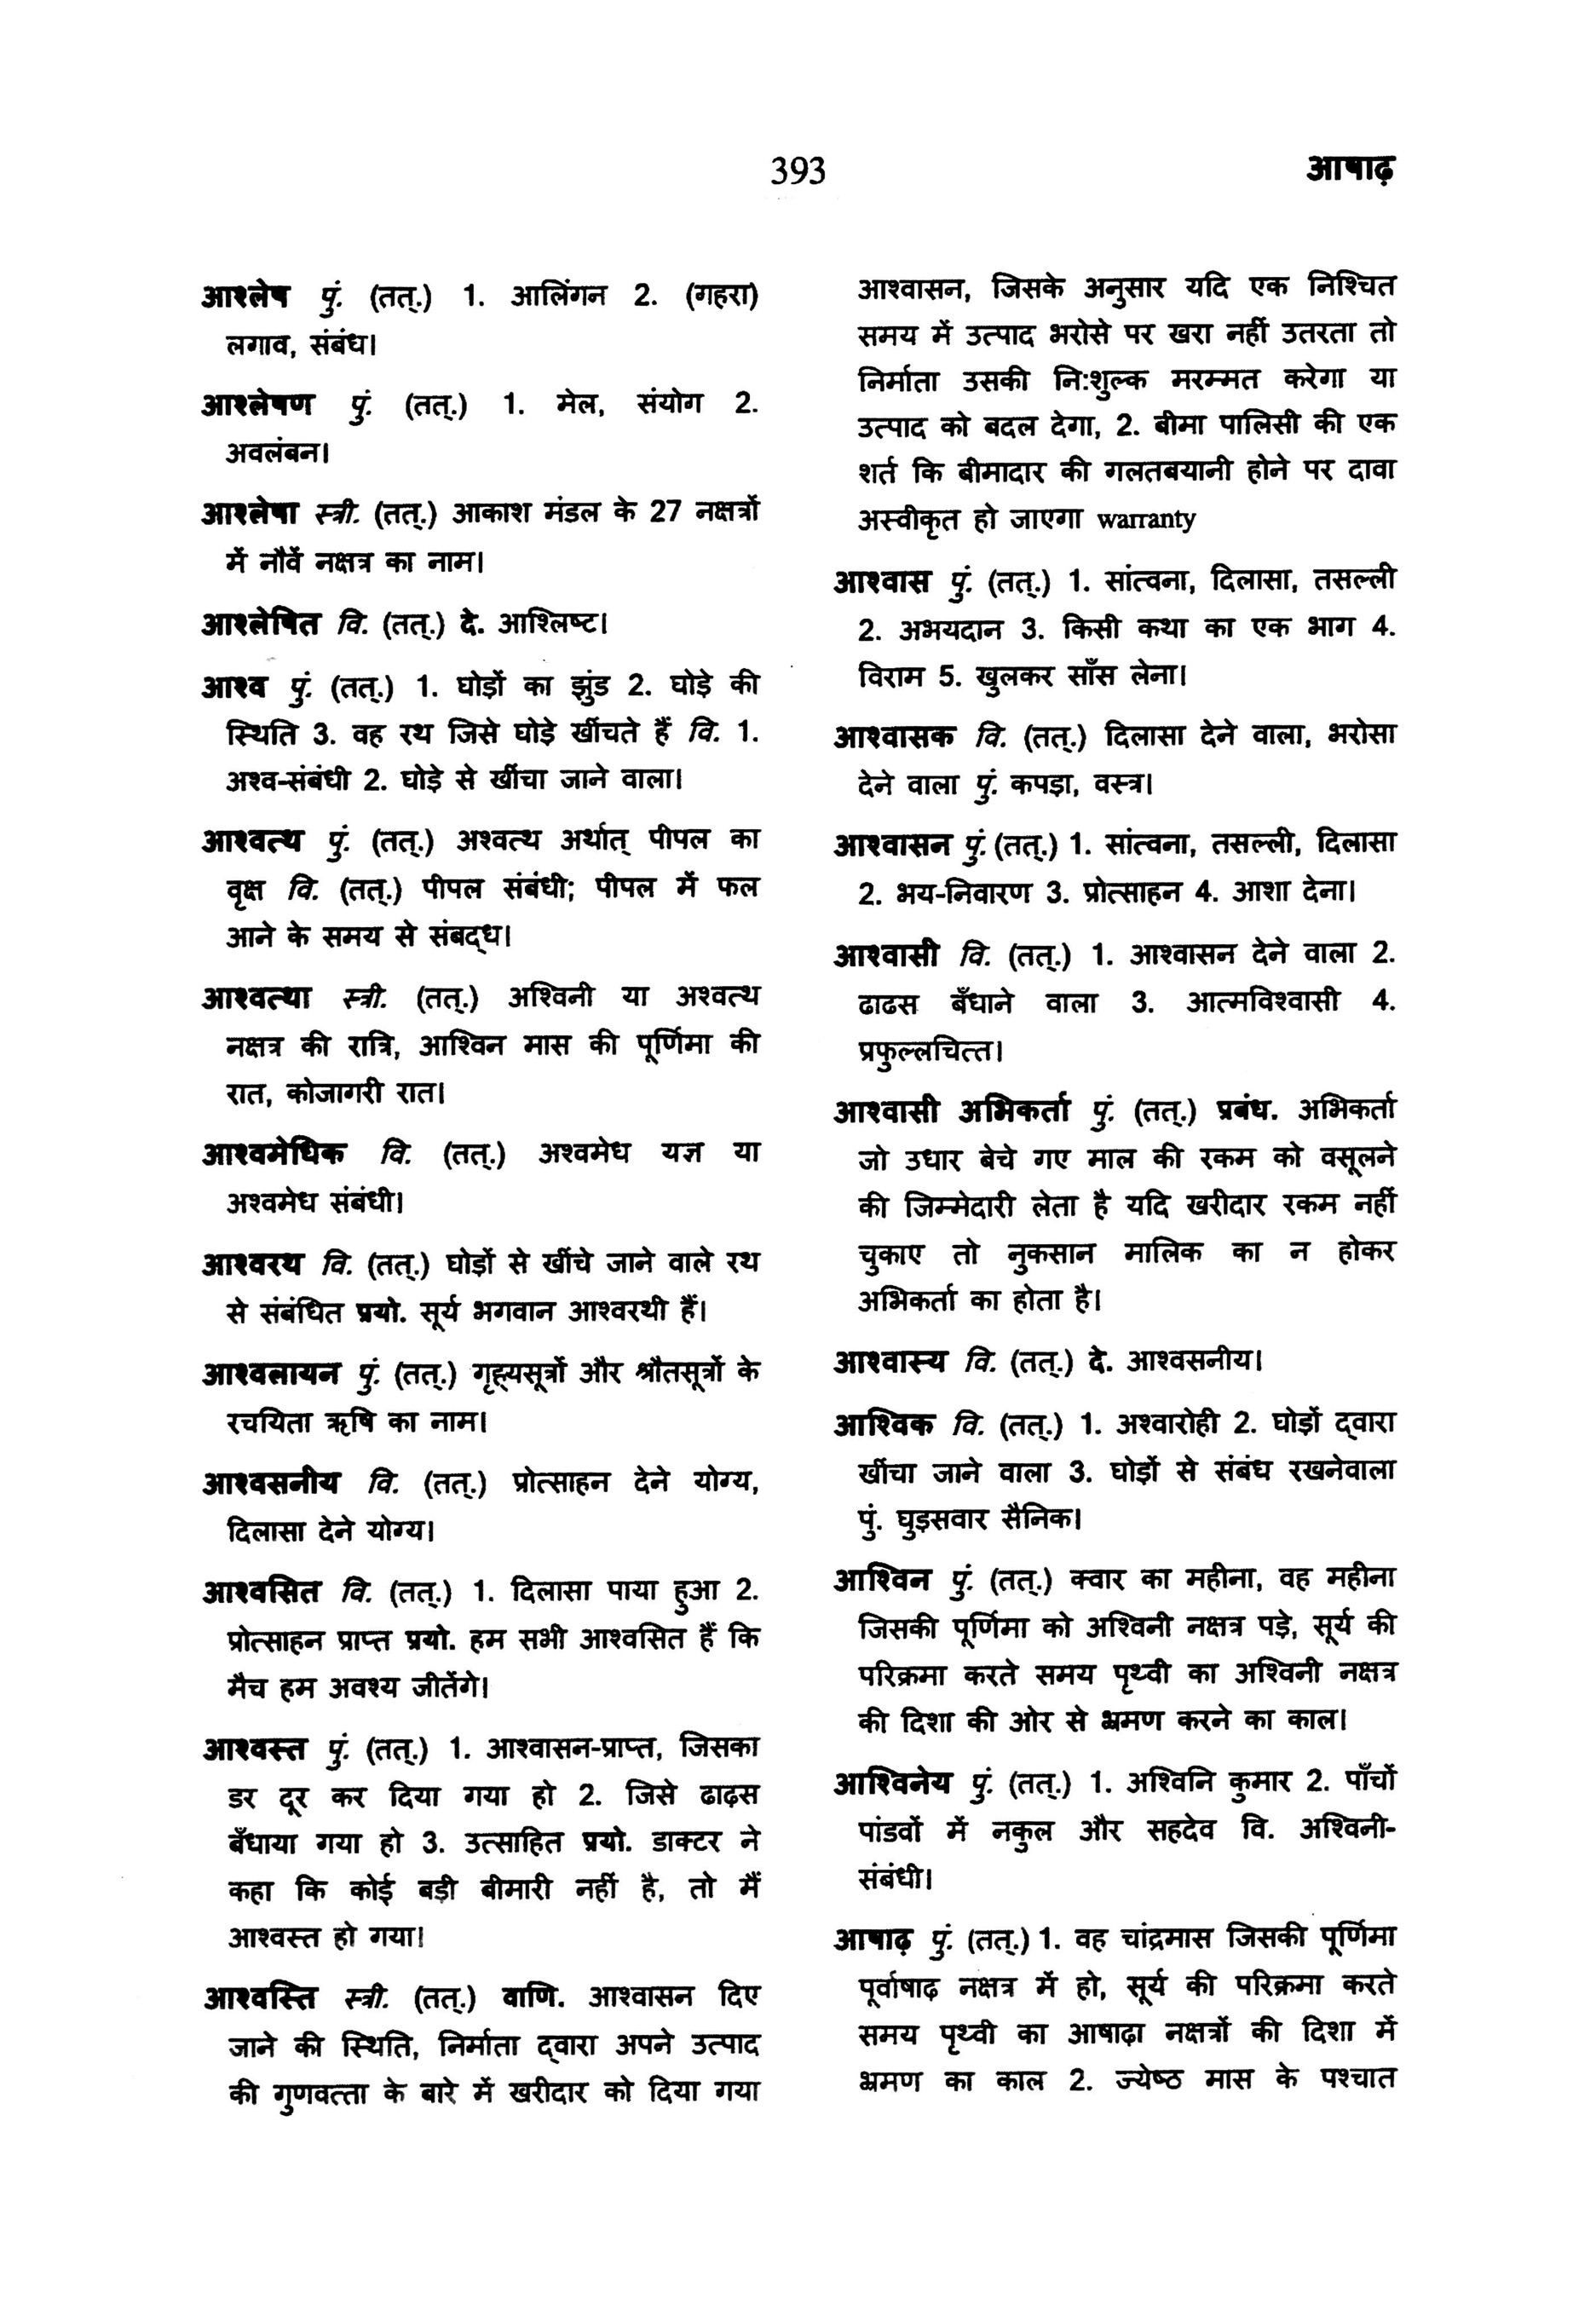 393
आषाढ़
आश्लेष पुं. (तत्.) 1. आलिंगन 2. (गहरा)
लगाव, संबंध।
आश्लेषण पुं. (तत्.) 1. मेल, संयोग 2.
अवलंबन।
आश्लेषा स्त्री. (तत्.) आकाश मंडल के 27 नक्षत्रों
में नौवें नक्षत्र का नाम।
आश्लेषित वि. (तत्.) दे. आश्लिष्ट।
आश्व पुं. (तत्.) 1. घोड़ों का झुंड 2. घोड़े की
स्थिति 3. वह रथ जिसे घोड़े खींचते हैं वि. 1.
अश्व-संबंधी 2. घोड़े से खींचा जाने वाला।
आश्वत्थ पुं. (तत्.) अश्वत्थ अर्थात् पीपल का
वृक्ष वि. (तत्.) पीपल संबंधी; पीपल में फल
आने के समय से संबद्ध।
आश्वत्था स्त्री. (तत्.) अश्विनी या अश्वत्थ
नक्षत्र की रात्रि, आश्विन मास की पूर्णिमा की
रात, कोजागरी रात।
आश्वमेधिक वि. (तत्.) अश्वमेध यज्ञ या
अश्वमेध संबंधी।
आश्वरथ वि. (तत्.) घोड़ों से खींचे जाने वाले रथ
से संबंधित प्रयो. सूर्य भगवान आश्वरथी हैं।
आश्वलायन पुं. (तत्.) गृह्यसूत्रों और श्रौतसूत्रों के
रचयिता ऋषि का नाम।
आश्वसनीय वि. (तत्.) प्रोत्साहन देने योग्य,
दिलासा देने योग्य।
आश्वसित वि. (तत्.) 1. दिलासा पाया हुआ 2.
प्रोत्साहन प्राप्त प्रयो. हम सभी आश्वसित हैं कि
मैच हम अवश्य जीतेंगे।
आश्वस्त पुं. (तत्.) 1. आश्वासन-प्राप्त, जिसका
डर दूर कर दिया गया हो 2. जिसे ढाढ़स
बँधाया गया हो 3. उत्साहित प्रयो. डाक्टर ने
कहा कि कोई बड़ी बीमारी नहीं है, तो मैं
आश्वस्त हो गया।
आश्वस्ति स्त्री. (तत्.) वाणि. आश्वासन दिए
जाने की स्थिति, निर्माता द्वारा अपने उत्पाद
की गुणवत्ता के बारे में खरीदार को दिया गया
आश्वासन, जिसके अनुसार यदि एक निश्चित
समय में उत्पाद भरोसे पर खरा नहीं उतरता तो
निर्माता उसकी नि:शुल्क मरम्मत करेगा या
उत्पाद को बदल देगा, 2. बीमा पालिसी की एक
शर्त कि बीमादार की गलतबयानी होने पर दावा
अस्वीकृत हो जाएगा warranty
आश्वास पुं. (तत्.) 1. सांत्वना, दिलासा, तसल्ली
2. अभयदान 3. किसी कथा का एक भाग 4.
विराम 5. खुलकर साँस लेना।
आश्वासक वि. (तत्.) दिलासा देने वाला, भरोसा
देने वाला पुं. कपड़ा, वस्त्र।
आश्वासन पुं. (तत्.) 1. सांत्वना, तसल्ली, दिलासा
2. भय-निवारण 3. प्रोत्साहन 4. आशा देना।
आश्वासी वि. (तत्.) 1. आश्वासन देने वाला 2.
ढाढस बँधाने वाला 3. आत्मविश्वासी 4.
प्रफुल्लचित्त।
आश्वासी अभिकर्ता पुं. (तत्.) प्रबंध. अभिकर्ता
जो उधार बेचे गए माल की रकम को वसूलने
की जिम्मेदारी लेता है यदि खरीदार रकम नहीं
चुकाए तो नुकसान मालिक का न होकर
अभिकर्ता का होता है।
आश्वास्य वि. (तत्.) दे. आश्वसनीय।
आश्विक वि. (तत्.) 1. अश्वारोही 2. घोड़ों द्वारा
खींचा जाने वाला 3. घोड़ों से संबंध रखनेवाला
पुं. घुड़सवार सैनिक।
आश्विन पुं. (तत्.) क्वार का महीना, वह महीना
जिसकी पूर्णिमा को अश्विनी नक्षत्र पड़े, सूर्य की
परिक्रमा करते समय पृथ्वी का अश्विनी नक्षत्र
की दिशा की ओर से भ्रमण करने का काल।
आश्विनेय पुं. (तत्.) 1. अश्विनि कुमार 2. पाँचों
पांडवों में नकुल और सहदेव वि. अश्विनी-
संबंधी।
आषाढ़ पुं. (तत्.) 1. वह चांद्रमास जिसकी पूर्णिमा
पूर्वाषाढ़ नक्षत्र में हो, सूर्य की परिक्रमा करते
समय पृथ्वी का आषाढ़ा नक्षत्रों की दिशा में
भ्रमण का काल 2. ज्येष्ठ मास के पश्चात